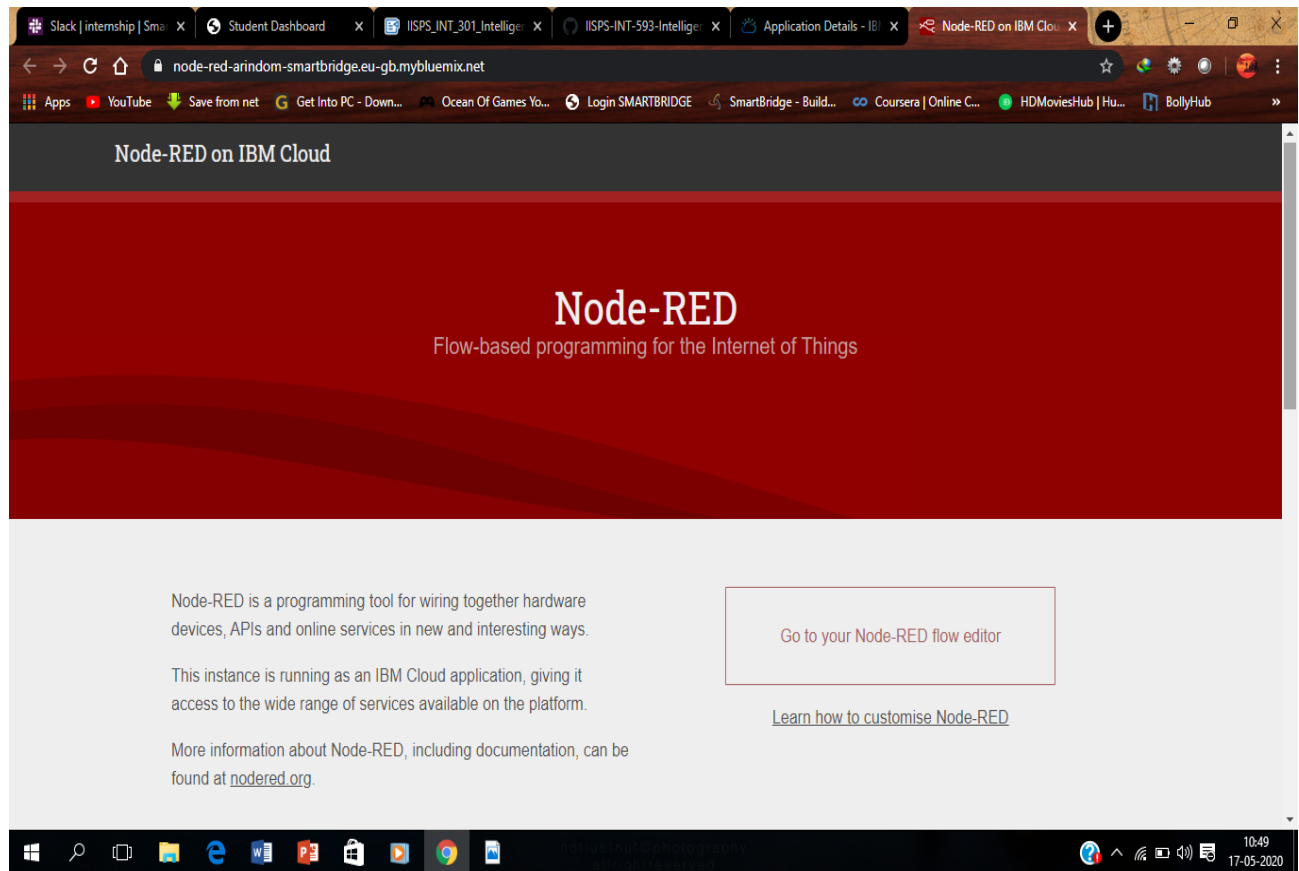 Slack | internship | Sma
Student Dashboard
IISPS_INT_301_Intelliger
IISPS-INT-593-Intelliger
Application Details - IB
Node-RED on IBM Clou
node-red-arindom-smartbridge.eu-gb.mybluemix.net
Apps
YouTube
Save from net
Get Into PC - Down...
Ocean Of Games Yo...
Login SMARTBRIDGE
SmartBridge - Build...
Coursera | Online C...
HDMoviesHub | Hu...
BollyHub
»
Node-RED on IBM Cloud
Node-RED
Flow-based programming for the Internet of Things
Node-RED is a programming tool for wiring together hardware
devices, APIs and online services in new and interesting ways.
This instance is running as an IBM Cloud application, giving it
access to the wide range of services available on the platform.
More information about Node-RED, including documentation, can be
found at nodered.org.
Go to your Node-RED flow editor
Learn how to customise Node-RED
10:49
17-05-2020